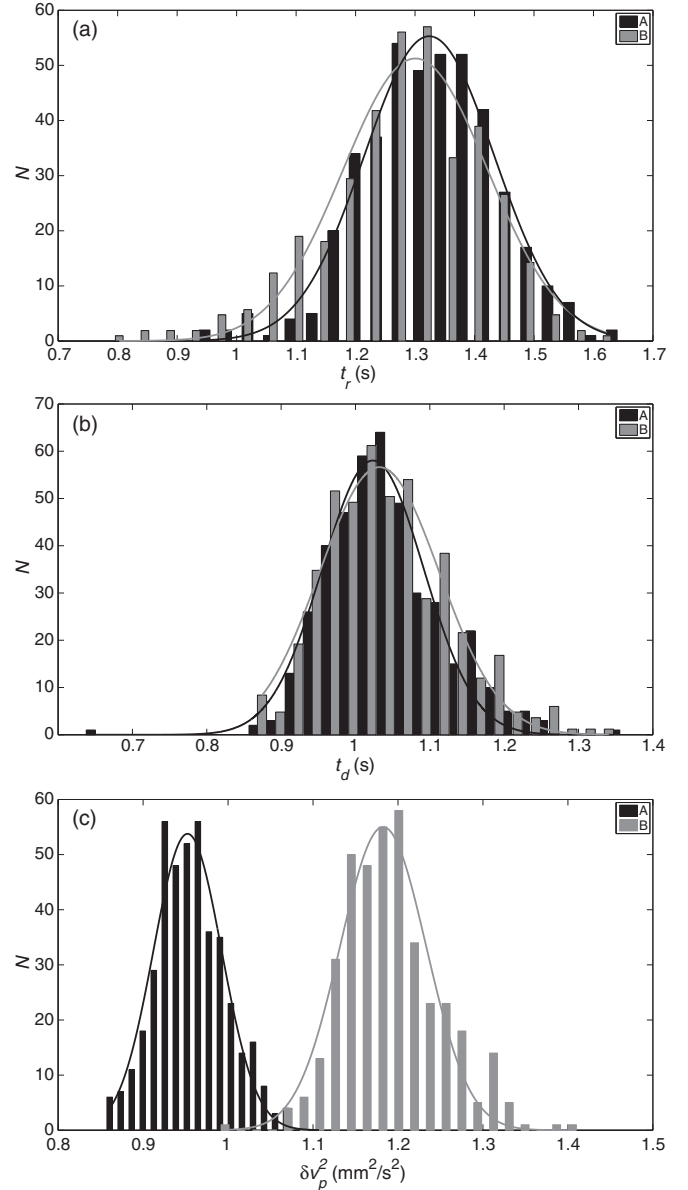 (a)
A
B
60
50
40
30
20
10
0
N
0.7 0.8 0.9 1 1.1 1.2 1.3 1.4 1.5 1.6 1.7
t_r (s)
(b)
A
B
70
60
50
40
30
20
10
0
N
0.7 0.8 0.9 1 1.1 1.2 1.3 1.4
t_d (s)
(c)
A
B
60
50
40
30
20
10
0
N
0.8 0.9 1 1.1 1.2 1.3 1.4 1.5
δv_p^2 (mm^2/s^2)